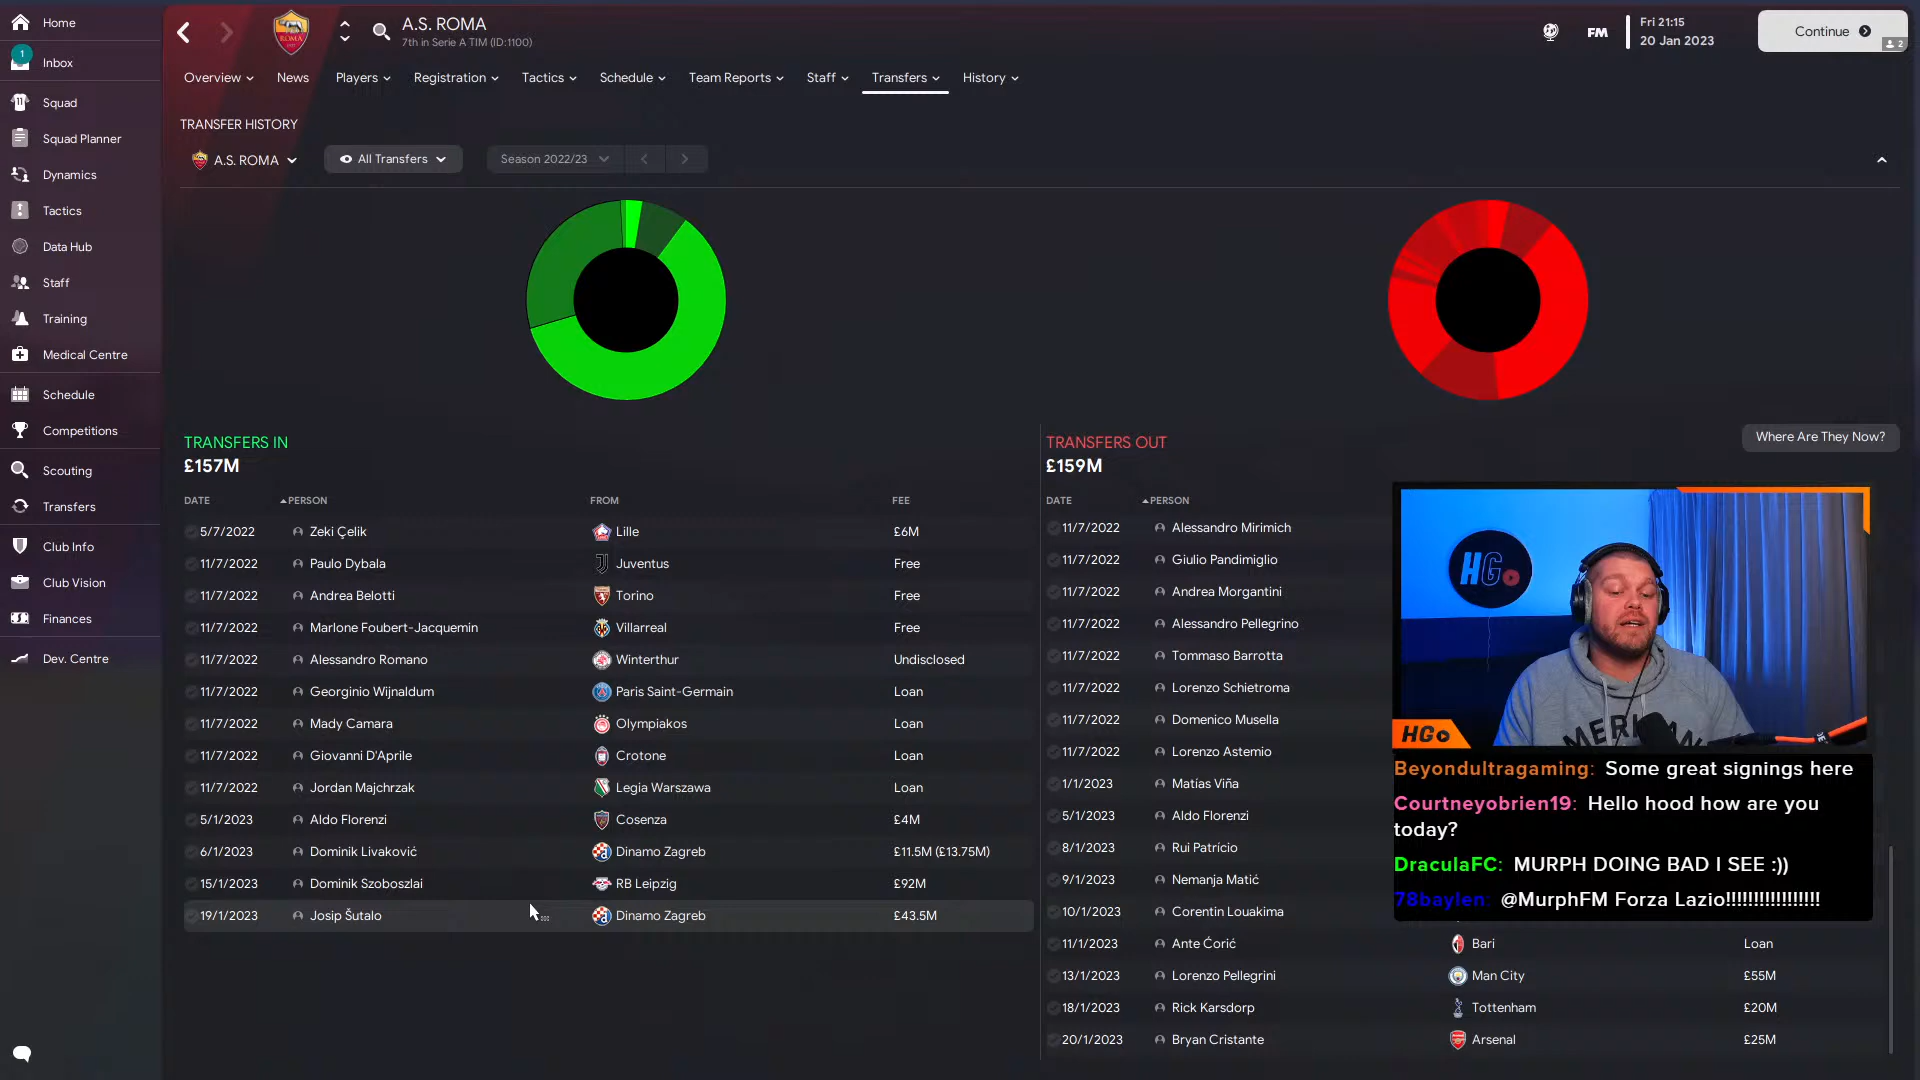 Home
A.S. ROMA
7th in Serie A TIM (ID:1100)
FM
Fri 21:15
20 Jan 2023
Continue
2
1
Inbox
Overview
News
Players
Registration
Tactics
Schedule
Team Reports
Staff
Transfers
History
Squad
Squad Planner
Dynamics
Tactics
Data Hub
Staff
Training
Medical Centre
Schedule
Competitions
Scouting
Transfers
Club Info
Club Vision
Finances
Dev. Centre
TRANSFER HISTORY
A.S. ROMA
All Transfers
Season 2022/23
TRANSFERS IN
£157M
DATE PERSON FROM FEE
5/7/2022 Zeki Çelik Lille £6M
11/7/2022 Paulo Dybala Juventus Free
11/7/2022 Andrea Belotti Torino Free
11/7/2022 Marlone Foubert-Jacquemin Villarreal Free
11/7/2022 Alessandro Romano Winterthur Undisclosed
11/7/2022 Georginio Wijnaldum Paris Saint-Germain Loan
11/7/2022 Mady Camara Olympiakos Loan
11/7/2022 Giovanni D'Aprile Crotone Loan
11/7/2022 Jordan Majchrzak Legia Warszawa Loan
5/1/2023 Aldo Florenzi Cosenza £4M
6/1/2023 Dominik Livaković Dinamo Zagreb £11.5M (£13.75M)
15/1/2023 Dominik Szoboszlai RB Leipzig £92M
19/1/2023 Josip Šutalo Dinamo Zagreb £43.5M
TRANSFERS OUT
£159M
Where Are They Now?
DATE PERSON
11/7/2022 Alessandro Mirimich
11/7/2022 Giulio Pandimiglio
11/7/2022 Andrea Morgantini
11/7/2022 Alessandro Pellegrino
11/7/2022 Tommaso Barrotta
11/7/2022 Lorenzo Schietroma
11/7/2022 Domenico Musella
11/7/2022 Lorenzo Astemio
1/1/2023 Matías Viña
5/1/2023 Aldo Florenzi
8/1/2023 Rui Patrício
9/1/2023 Nemanja Matić
10/1/2023 Corentin Louakima
11/1/2023 Ante Ćorić Bari Loan
13/1/2023 Lorenzo Pellegrini Man City £55M
18/1/2023 Rick Karsdorp Tottenham £20M
20/1/2023 Bryan Cristante Arsenal £25M
HG
HG
Beyondultragaming: Some great signings here
Courtneyobrien19: Hello hood how are you
today?
DraculaFC: MURPH DOING BAD I SEE :))
78baylen: @MurphFM Forza Lazio!!!!!!!!!!!!!!!!!